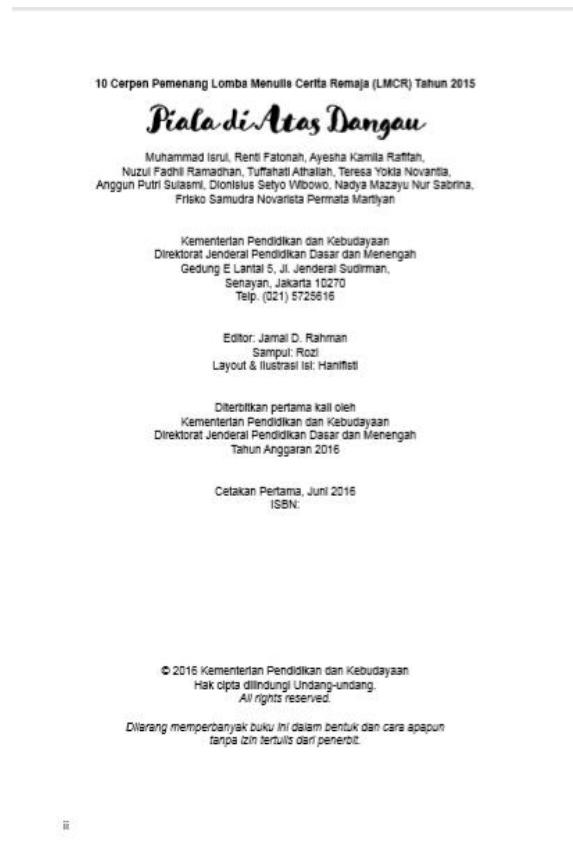 10 Cerpen Pemenang Lomba Menulis Cerita Remaja (LMCR) Tahun 2015
Piala di Atas Dangau
Muhammad Isrul, Renti Fatonah, Ayesha Kamila Rafifah,
Nuzul Fadhil Ramadhan, Tuffahati Athallah, Teresa Yokia Novantia,
Anggun Putri Sulasmi, Dionisius Setyo Wibowo, Nadya Mazayu Nur Sabrina,
Frisko Samudra Novarista Permata Martiyan
Kementerian Pendidikan dan Kebudayaan
Direktorat Jenderal Pendidikan Dasar dan Menengah
Gedung E Lantai 5, Jl. Jenderal Sudirman,
Senayan, Jakarta 10270
Telp. (021) 5725616
Editor: Jamal D. Rahman
Sampul: Rozi
Layout & Ilustrasi Isi: Hanifisti
Diterbitkan pertama kali oleh
Kementerian Pendidikan dan Kebudayaan
Direktorat Jenderal Pendidikan Dasar dan Menengah
Tahun Anggaran 2016
Cetakan Pertama, Juni 2016
ISBN:
© 2016 Kementerian Pendidikan dan Kebudayaan
Hak cipta dilindungi Undang-undang.
All rights reserved.
Dilarang memperbanyak buku ini dalam bentuk dan cara apapun
tanpa izin tertulis dari penerbit.
ii